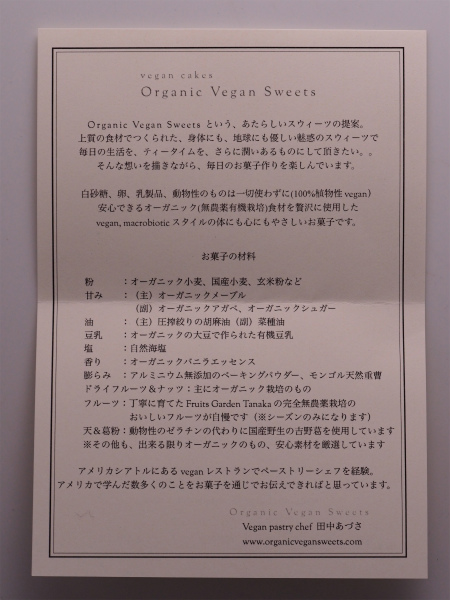 vegan cakes
Organic Vegan Sweets
Organic Vegan Sweets という、あたらしいスウィーツの提案。
上質の食材でつくられた、身体にも、地球にも優しい魅惑のスウィーツで
毎日の生活を、ティータイムを、さらに潤いあるものにして頂きたい。。
そんな想いを描きながら、毎日のお菓子作りを楽しんでいます。
白砂糖、卵、乳製品、動物性のものは一切使わずに(100%植物性 vegan)
安心できるオーガニック(無農薬有機栽培)食材を贅沢に使用した
vegan, macrobiotic スタイルの体にも心にもやさしいお菓子です。
お菓子の材料
粉 ：オーガニック小麦、国産小麦、玄米粉など
甘み ：（主）オーガニックメープル
（副）オーガニックアガベ、オーガニックシュガー
油 ：（主）圧搾絞りの胡麻油（副）菜種油
豆乳 ：オーガニックの大豆で作られた有機豆乳
塩 ：自然海塩
香り ：オーガニックバニラエッセンス
膨らみ ：アルミニウム無添加のベーキングパウダー、モンゴル天然重曹
ドライフルーツ＆ナッツ：主にオーガニック栽培のもの
フルーツ：丁寧に育てた Fruits Garden Tanaka の完全無農薬栽培の
おいしいフルーツが自慢です（※シーズンのみになります）
天＆葛粉：動物性のゼラチンの代わりに国産野生の吉野葛を使用しています
※その他も、出来る限りオーガニックのもの、安心素材を厳選しています
アメリカシアトルにある vegan レストランでペーストリーシェフを経験。
アメリカで学んだ数多くのことをお菓子を通じてお伝えできればと思っています。
Organic Vegan Sweets
Vegan pastry chef 田中あづさ
www.organicvegansweets.com